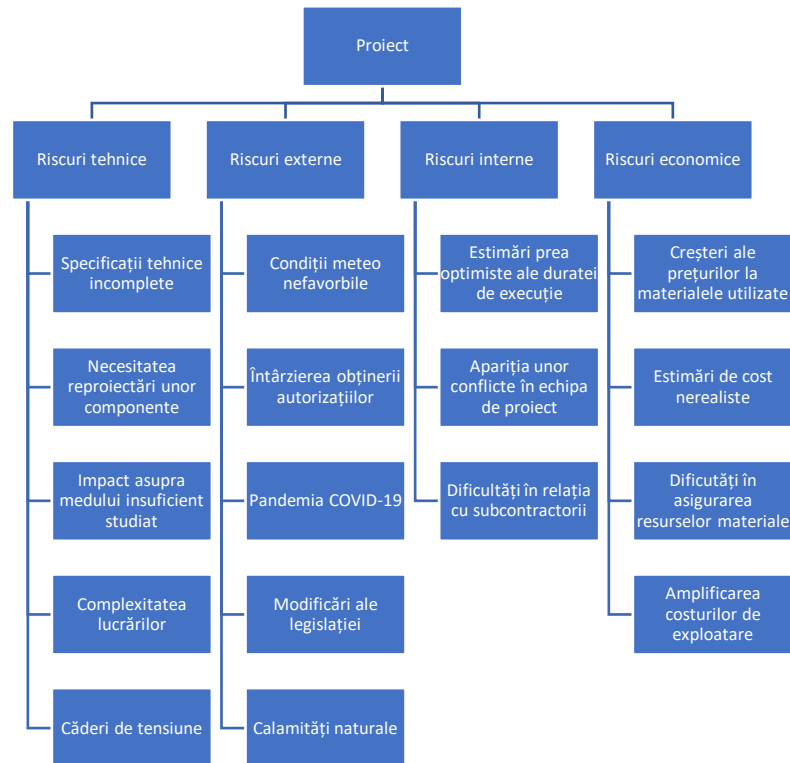 Proiect
Riscuri tehnice
Riscuri externe
Riscuri interne
Riscuri economice
Specificații tehnice
incomplete
Necesitatea
reproiectări unor
componente
Impact asupra
medului insuficient
studiat
Complexitatea
lucrărilor
Căderi de tensiune
Condiții meteo
nefavorbile
Întârzierea obținerii
autorizațiilor
Pandemia COVID-19
Modificări ale
legislației
Calamități naturale
Estimări prea
optimiste ale duratei
de execuție
Apariția unor
conflicte în echipa
de proiect
Dificultăți în relația
cu subcontractorii
Creșteri ale
prețurilor la
materialele utilizate
Estimări de cost
nerealiste
Dificutăți în
asigurarea
resurselor materiale
Amplificarea
costurilor de
exploatare